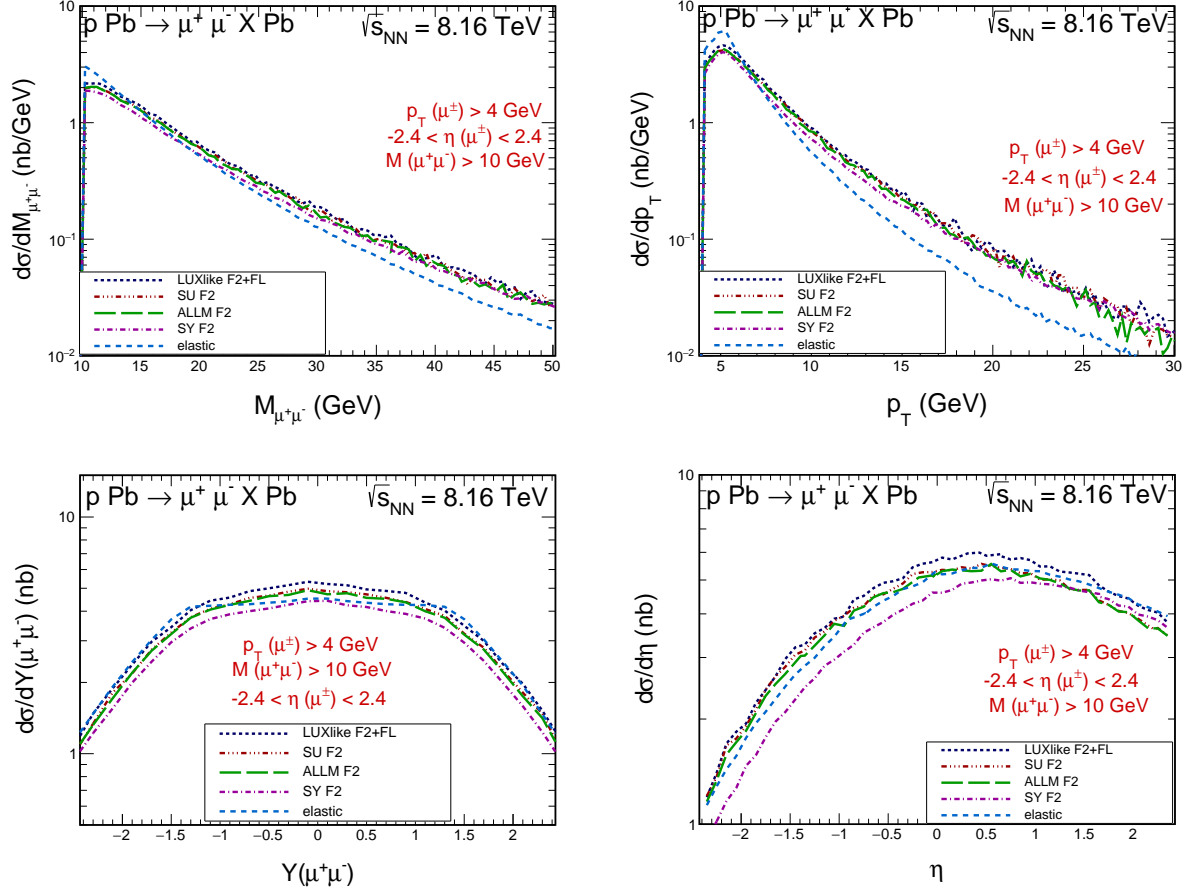 p Pb → μ⁺ μ⁻ X Pb √s_NN = 8.16 TeV
dσ/dM_μ⁺μ⁻ (nb/GeV)
10
1
10⁻¹
10⁻²
p_T (μ±) > 4 GeV
-2.4 < η (μ±) < 2.4
M (μ⁺μ⁻) > 10 GeV
LUXlike F2+FL
SU F2
ALLM F2
SY F2
elastic
10 15 20 25 30 35 40 45 50
M_μ⁺μ⁻ (GeV)
p Pb → μ⁺ μ⁻ X Pb √s_NN = 8.16 TeV
dσ/dp_T (nb/GeV)
10
1
10⁻¹
10⁻²
p_T (μ±) > 4 GeV
-2.4 < η (μ±) < 2.4
M (μ⁺μ⁻) > 10 GeV
LUXlike F2+FL
SU F2
ALLM F2
SY F2
elastic
5 10 15 20 25 30
p_T (GeV)
p Pb → μ⁺ μ⁻ X Pb √s_NN = 8.16 TeV
dσ/dY(μ⁺μ⁻) (nb)
10
1
p_T (μ±) > 4 GeV
M (μ⁺μ⁻) > 10 GeV
-2.4 < η (μ±) < 2.4
LUXlike F2+FL
SU F2
ALLM F2
SY F2
elastic
−2 −1.5 −1 −0.5 0 0.5 1 1.5 2
Y(μ⁺μ⁻)
p Pb → μ⁺ μ⁻ X Pb √s_NN = 8.16 TeV
dσ/dη (nb)
10
1
p_T (μ±) > 4 GeV
-2.4 < η (μ±) < 2.4
M (μ⁺μ⁻) > 10 GeV
LUXlike F2+FL
SU F2
ALLM F2
SY F2
elastic
−2 −1.5 −1 −0.5 0 0.5 1 1.5 2
η